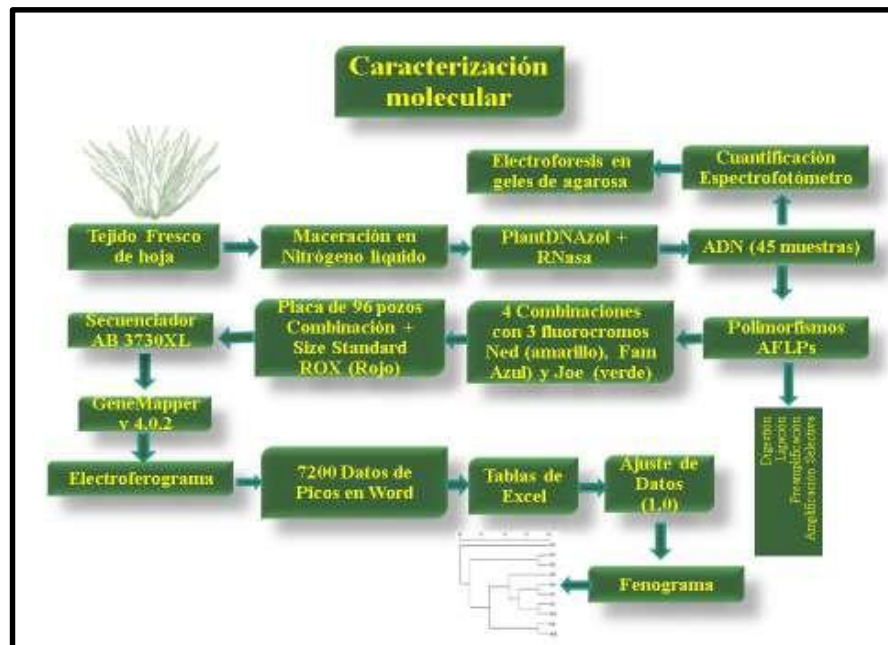 Caracterización
molecular
Electroforesis en
geles de agarosa
Cuantificación
Espectrofotómetro
Tejido Fresco
de hoja
Maceración en
Nitrógeno liquido
PlantDNAzol +
RNasa
ADN (45 muestras)
Secuenciador
AB 3730XL
Placa de 96 pozos
Combinación +
Size Standard
ROX (Rojo)
4 Combinaciones
con 3 fluorocromos
Ned (amarillo), Fam
Azul) y Joe (verde)
Polimorfismos
AFLPs
GeneMapper
v 4.0.2
Digestión
Ligación
Preamplificación
Amplificación Selectiva
Electroferograma
7200 Datos de
Picos en Word
Tablas de
Excel
Ajuste de
Datos
(1.0)
Fenograma